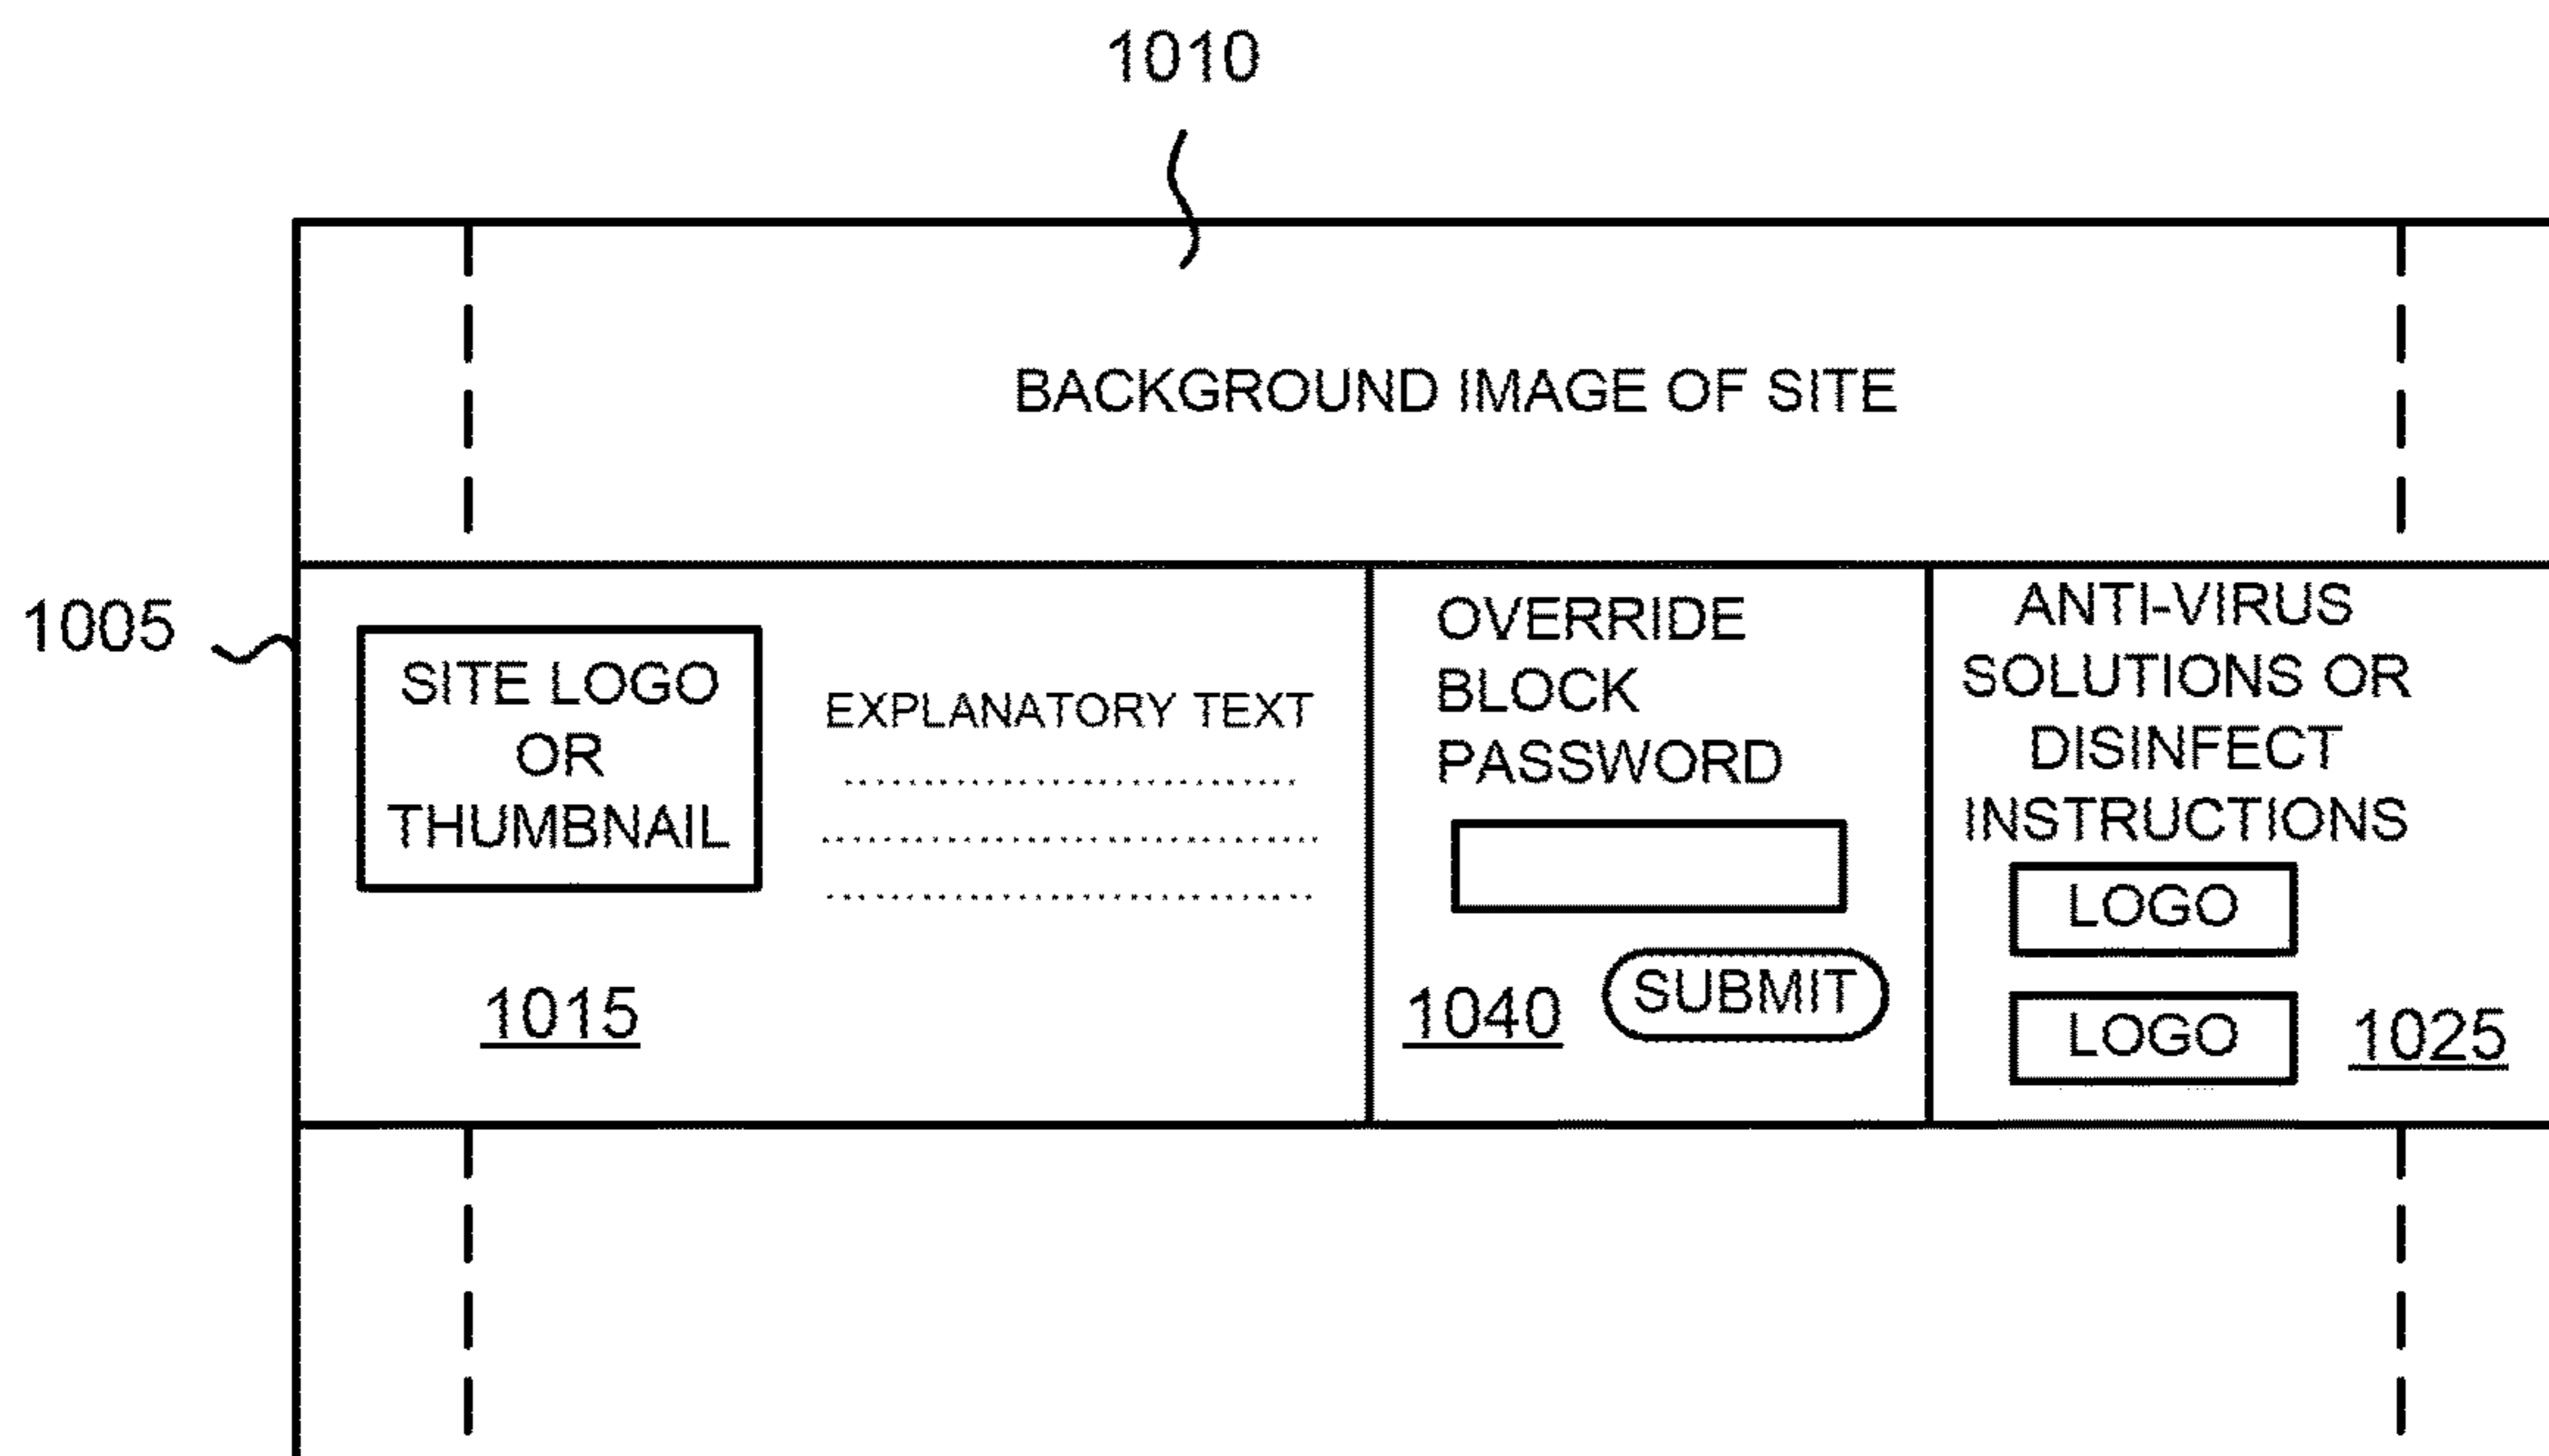 1010
BACKGROUND IMAGE OF SITE
1005
SITE LOGO
OR
THUMBNAIL
EXPLANATORY TEXT
1015
OVERRIDE
BLOCK
PASSWORD
SUBMIT
1040
ANTI-VIRUS
SOLUTIONS OR
DISINFECT
INSTRUCTIONS
LOGO
LOGO
1025